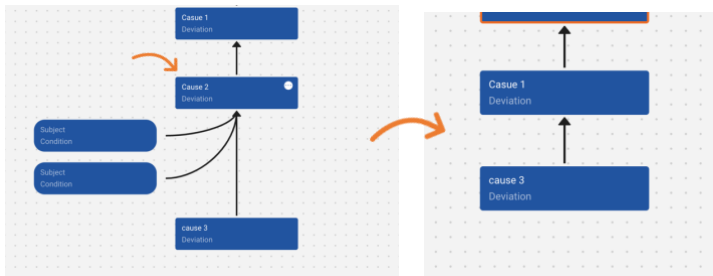 Casue 1
Deviation
Cause 2
Deviation
Subject
Condition
Subject
Condition
cause 3
Deviation
Casue 1
Deviation
cause 3
Deviation